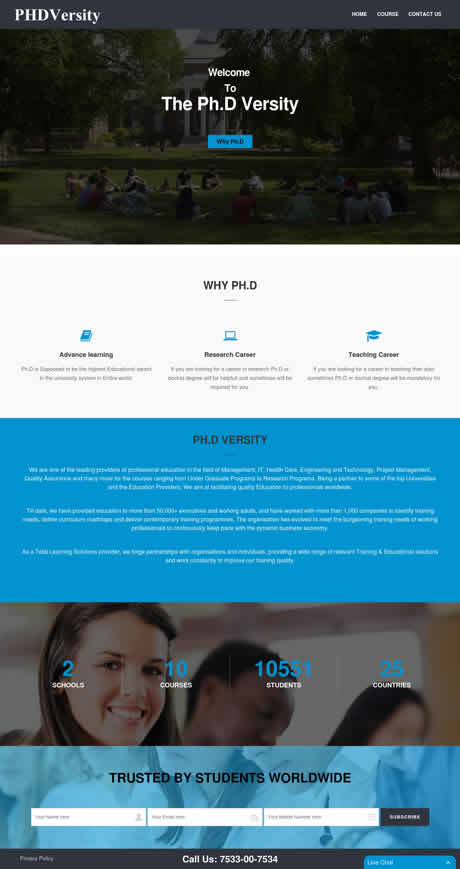 PHDVersity
HOME COURSE CONTACT US
Welcome
To
The Ph.D Versity
Why Ph.D
WHY PH.D
Advance learning
Ph.D is Supposed to be the highest Educational award
in the university system in Entire world
Research Career
If you are looking for a career in research Ph.D or
doctral degree will be helpful and sometimes will be
required for you
Teaching Career
If you are looking for a career in teaching then also
sometimes Ph.D or doctral degree will be mandatory for
you
PH.D VERSITY
We are one of the leading providers of professional education in the field of Management, IT, Health Care, Engineering and Technology, Project Management,
Quality Assurance and many more for the courses ranging from Under Graduate Programs to Research Programs. Being a partner to some of the top Universities
and the Education Providers, We aim at facilitating quality Education to professionals worldwide.
Till date, we have provided education to more than 50,000+ executives and working adults, and have worked with more than 1,000 companies to identify training
needs, define curriculum roadmaps and deliver contemporary training programmes. The organisation has evolved to meet the burgeoning training needs of working
professionals to continuously keep pace with the dynamic business economy.
As a Total Learning Solutions provider, we forge partnerships with organisations and individuals, providing a wide range of relevant Training & Educational solutions
and work constantly to improve our training quality.
2
SCHOOLS
10
COURSES
10551
STUDENTS
25
COUNTRIES
TRUSTED BY STUDENTS WORLDWIDE
Your Name here
Your Email here
Your Mobile Number here
SUBSCRIBE
Privacy Policy
Call Us: 7533-00-7534
Live Chat